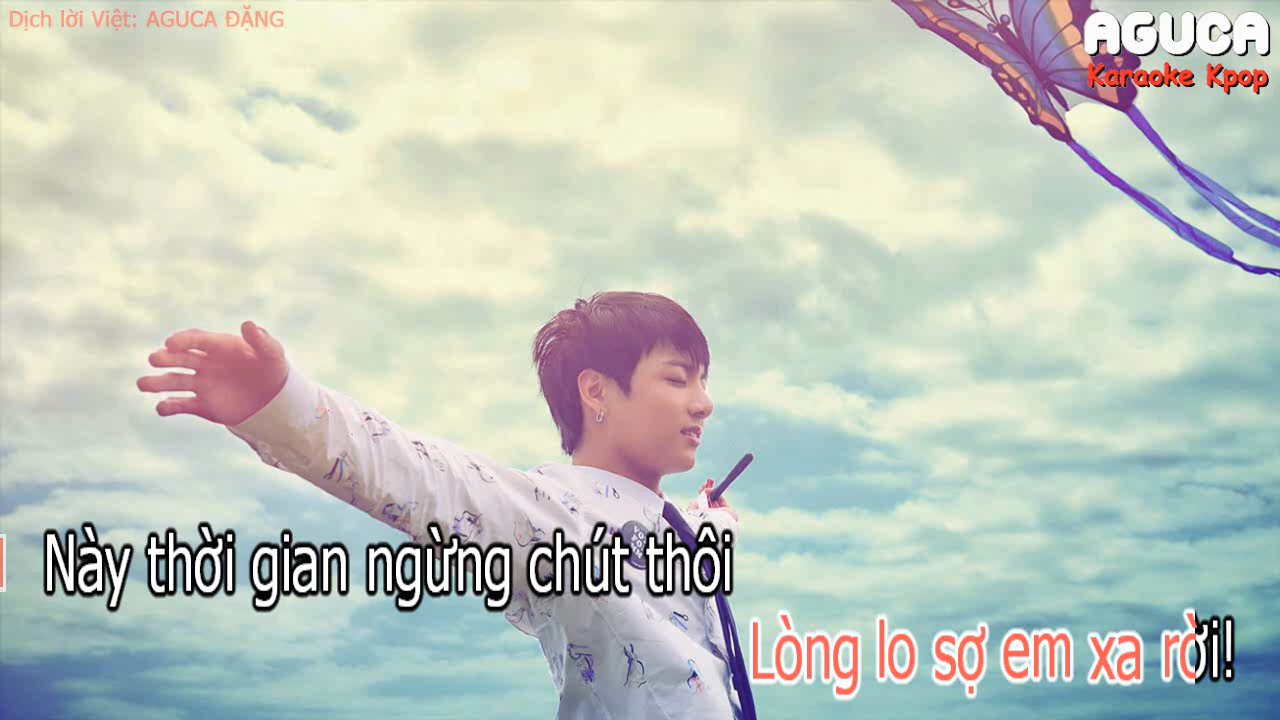 Dịch lời Việt: AGUCA ĐẶNG
AGUCA
Karaoke Kpop
Này thời gian ngừng chút thôi
Lòng lo sợ em xa rời!